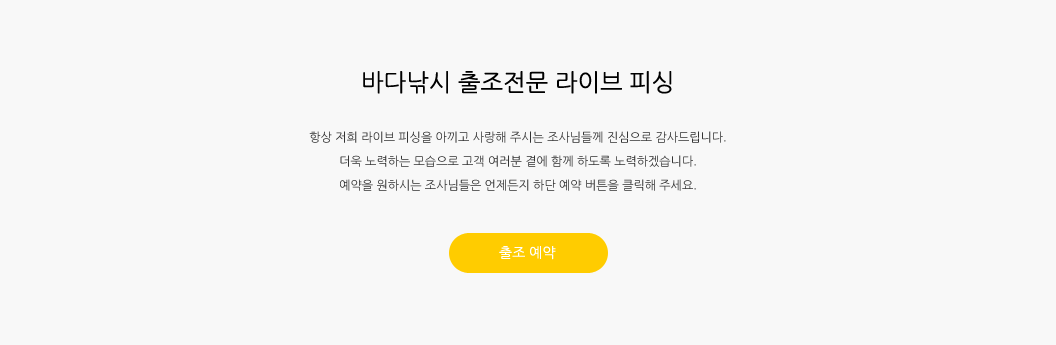 바다낚시 출조전문 라이브 피싱
항상 저희 라이브 피싱을 아끼고 사랑해 주시는 조사님들께 진심으로 감사드립니다.
더욱 노력하는 모습으로 고객 여러분 곁에 함께 하도록 노력하겠습니다.
예약을 원하시는 조사님들은 언제든지 하단 예약 버튼을 클릭해 주세요.
출조 예약